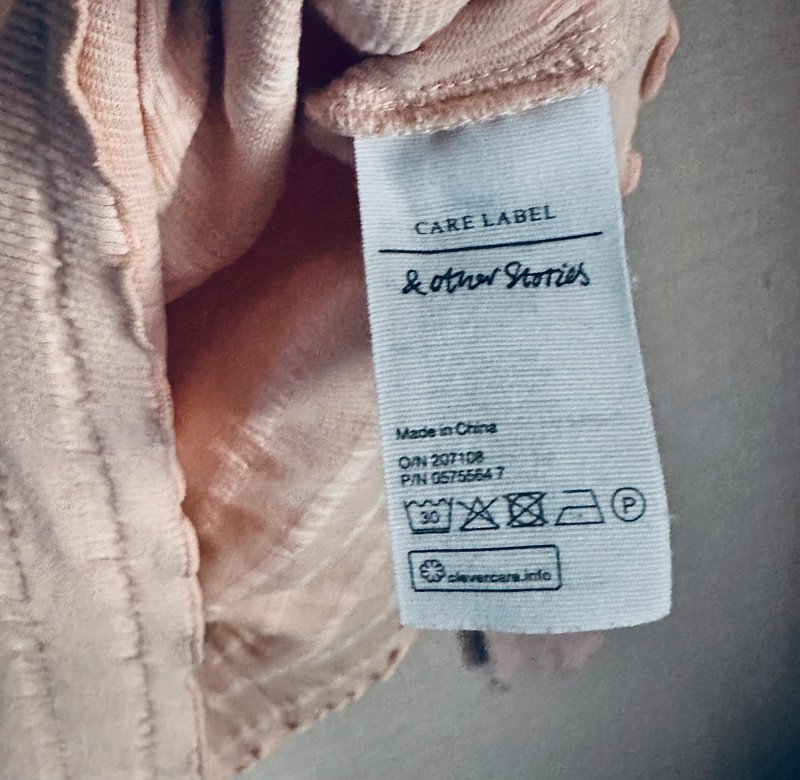 CARE LABEL
& other Stories
Made in China
O/N 207108
P/N 0575564 7
30 P
clevercare.info